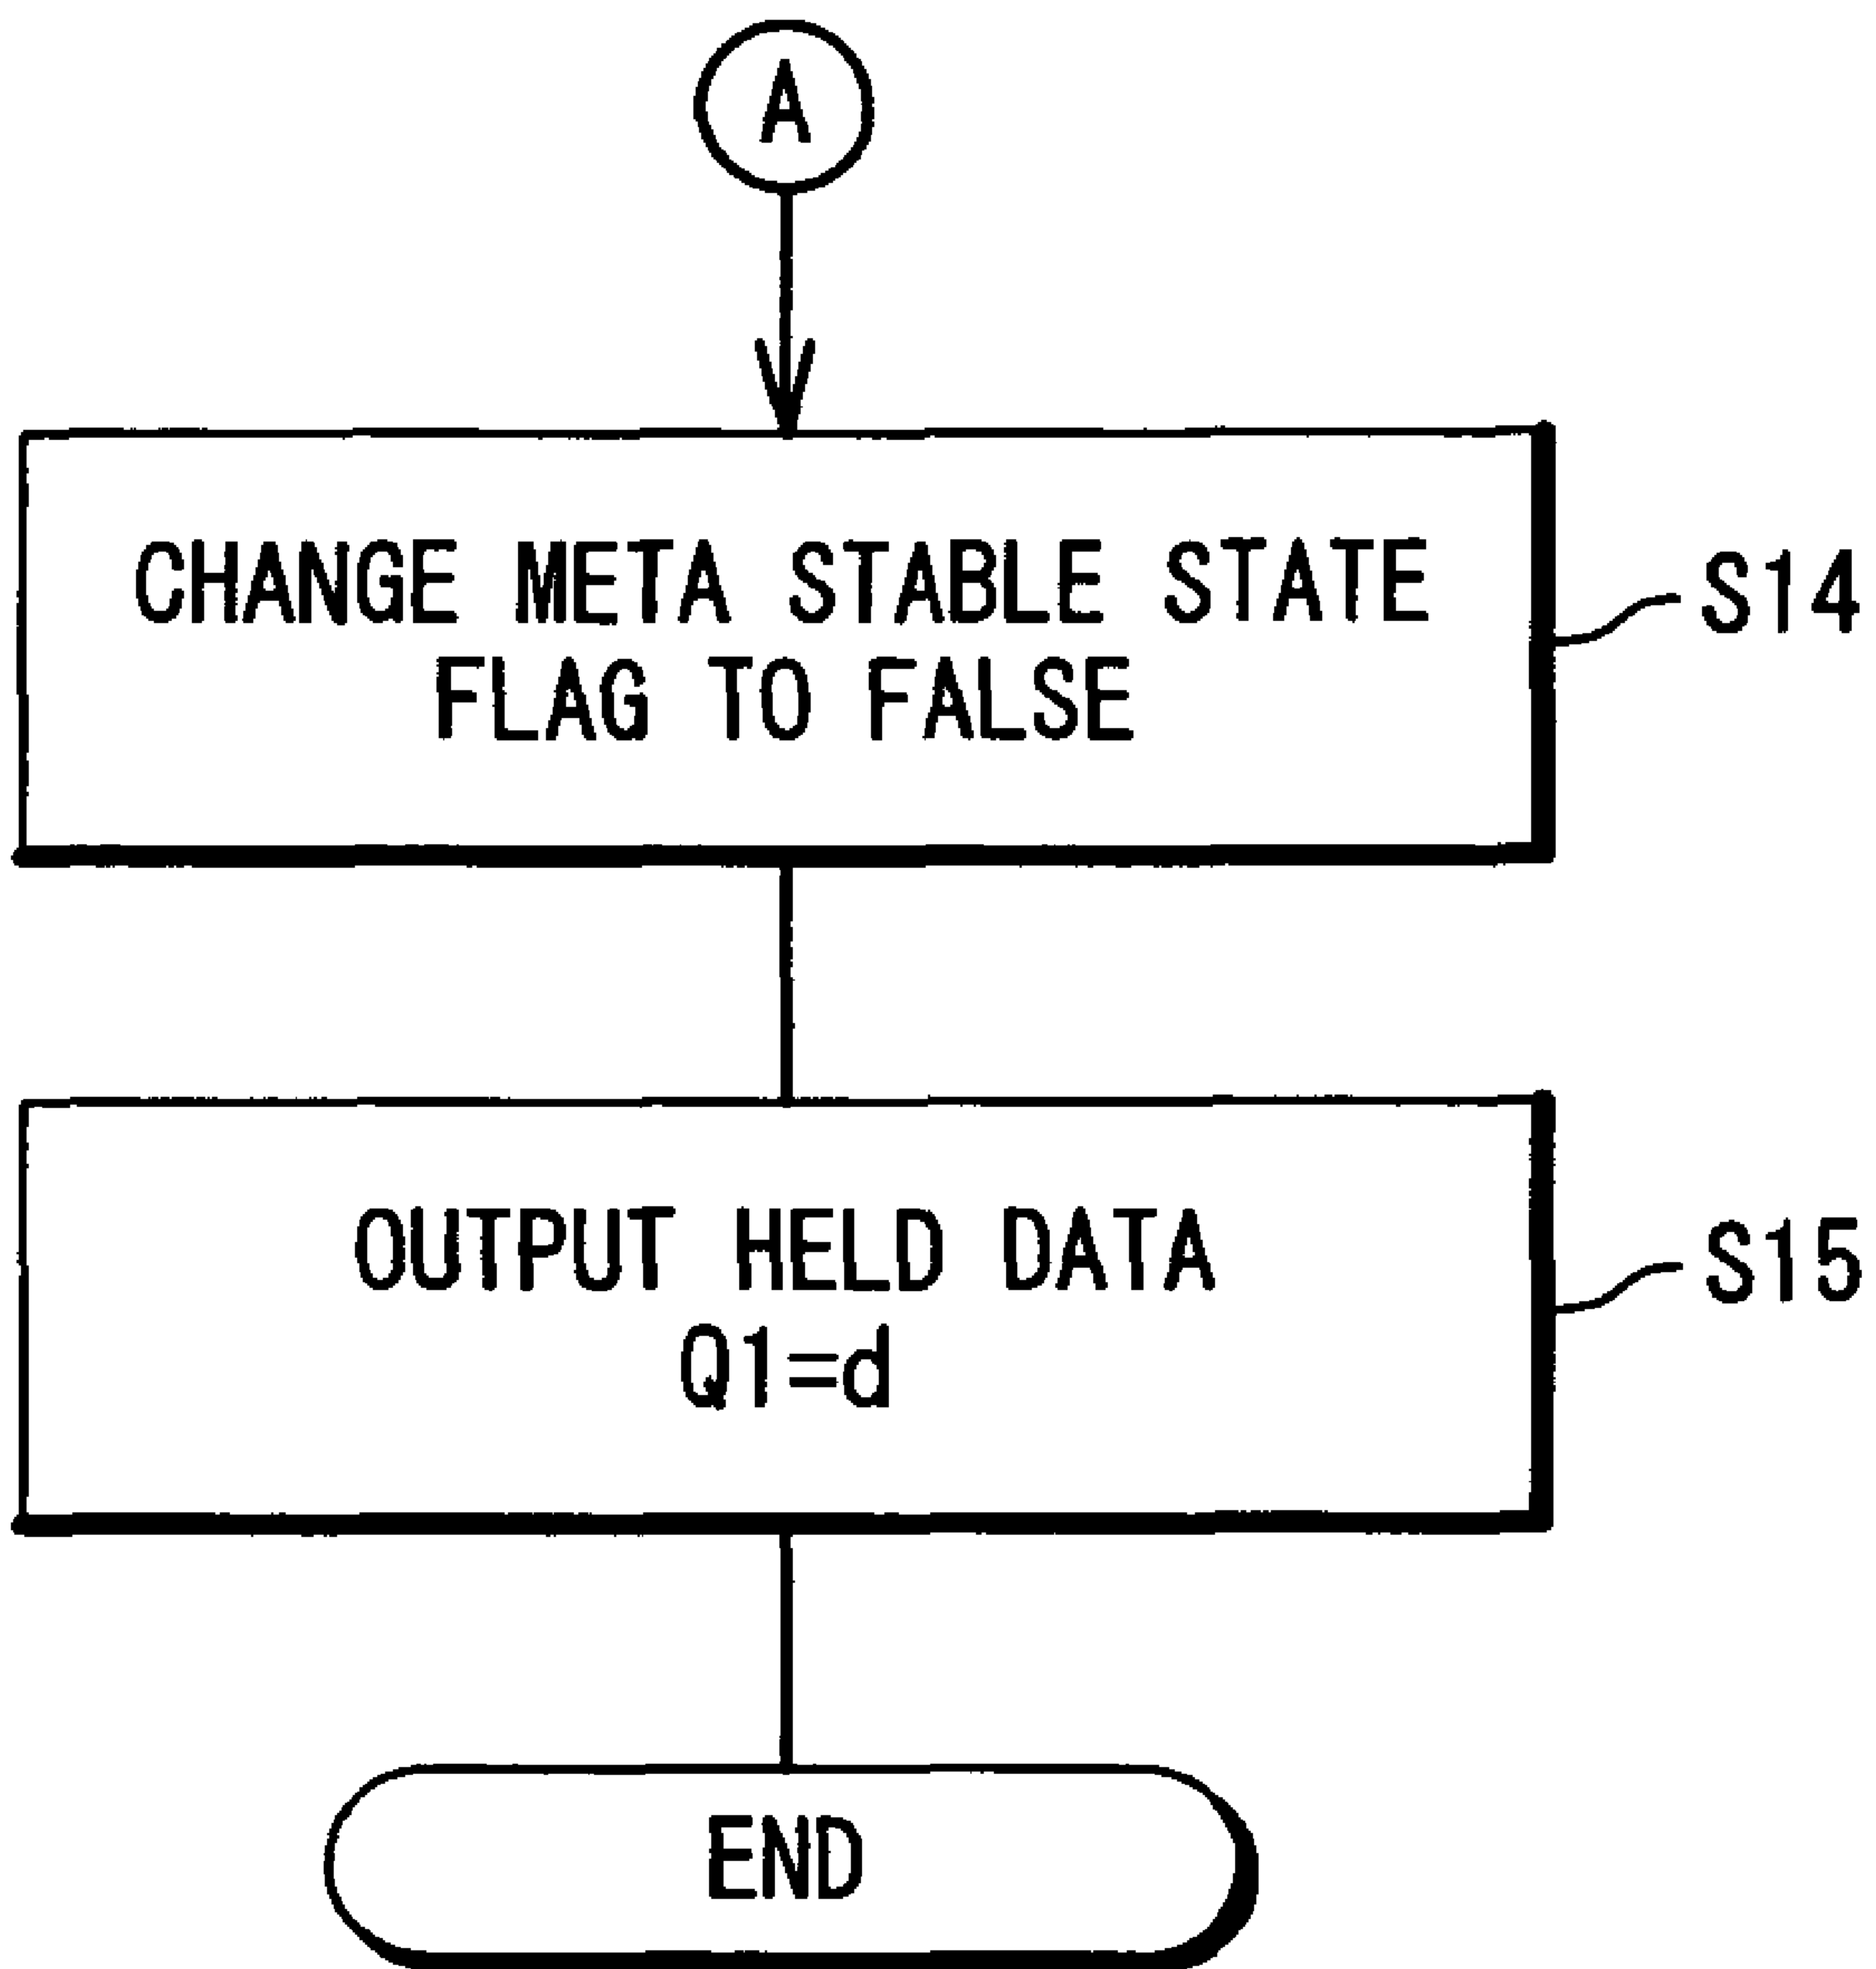 A
CHANGE META STABLE STATE
FLAG TO FALSE
S14
OUTPUT HELD DATA
Q1=d
S15
END